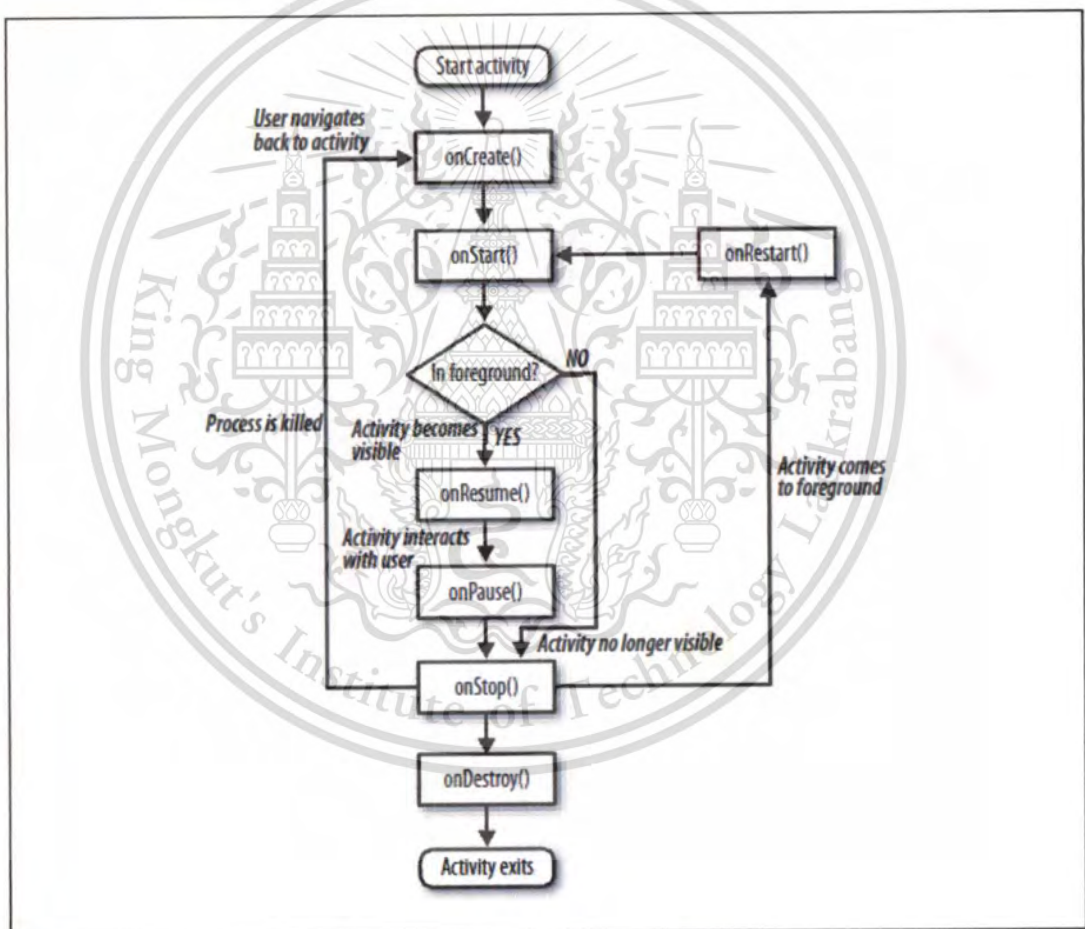 Start activity
User navigates
back to activity
onCreate()
onStart()
onRestart()
In foreground?
NO
Process is killed
Activity becomes
visible
YES
Activity comes
to foreground
onResume()
Activity interacts
with user
onPause()
Activity no longer visible
onStop()
onDestroy()
Activity exits
King Mongkut's Institute of Technology Ladkrabang